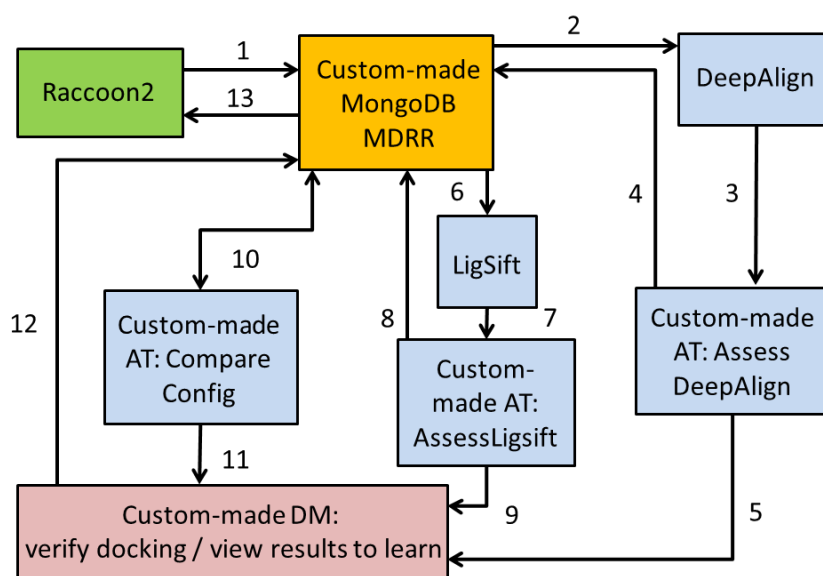 1
2
Raccoon2
Custom-made
MongoDB
MDRR
DeepAlign
13
6
4
3
10
LigSift
12
8
7
Custom-made
AT: Compare
Config
Custom-
made AT:
AssessLigsift
Custom-made
AT: Assess
DeepAlign
11
9
5
Custom-made DM:
verify docking / view results to learn